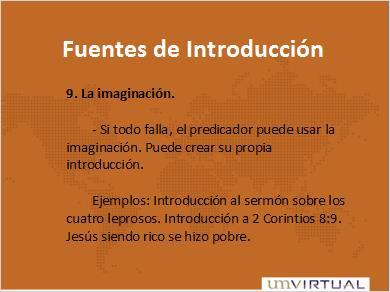 Fuentes de Introducción
9. La imaginación.
- Si todo falla, el predicador puede usar la
imaginación. Puede crear su propia
introducción.
Ejemplos: Introducción al sermón sobre los
cuatro leprosos. Introducción a 2 Corintios 8:9.
Jesús siendo rico se hizo pobre.
umVIRTUAL